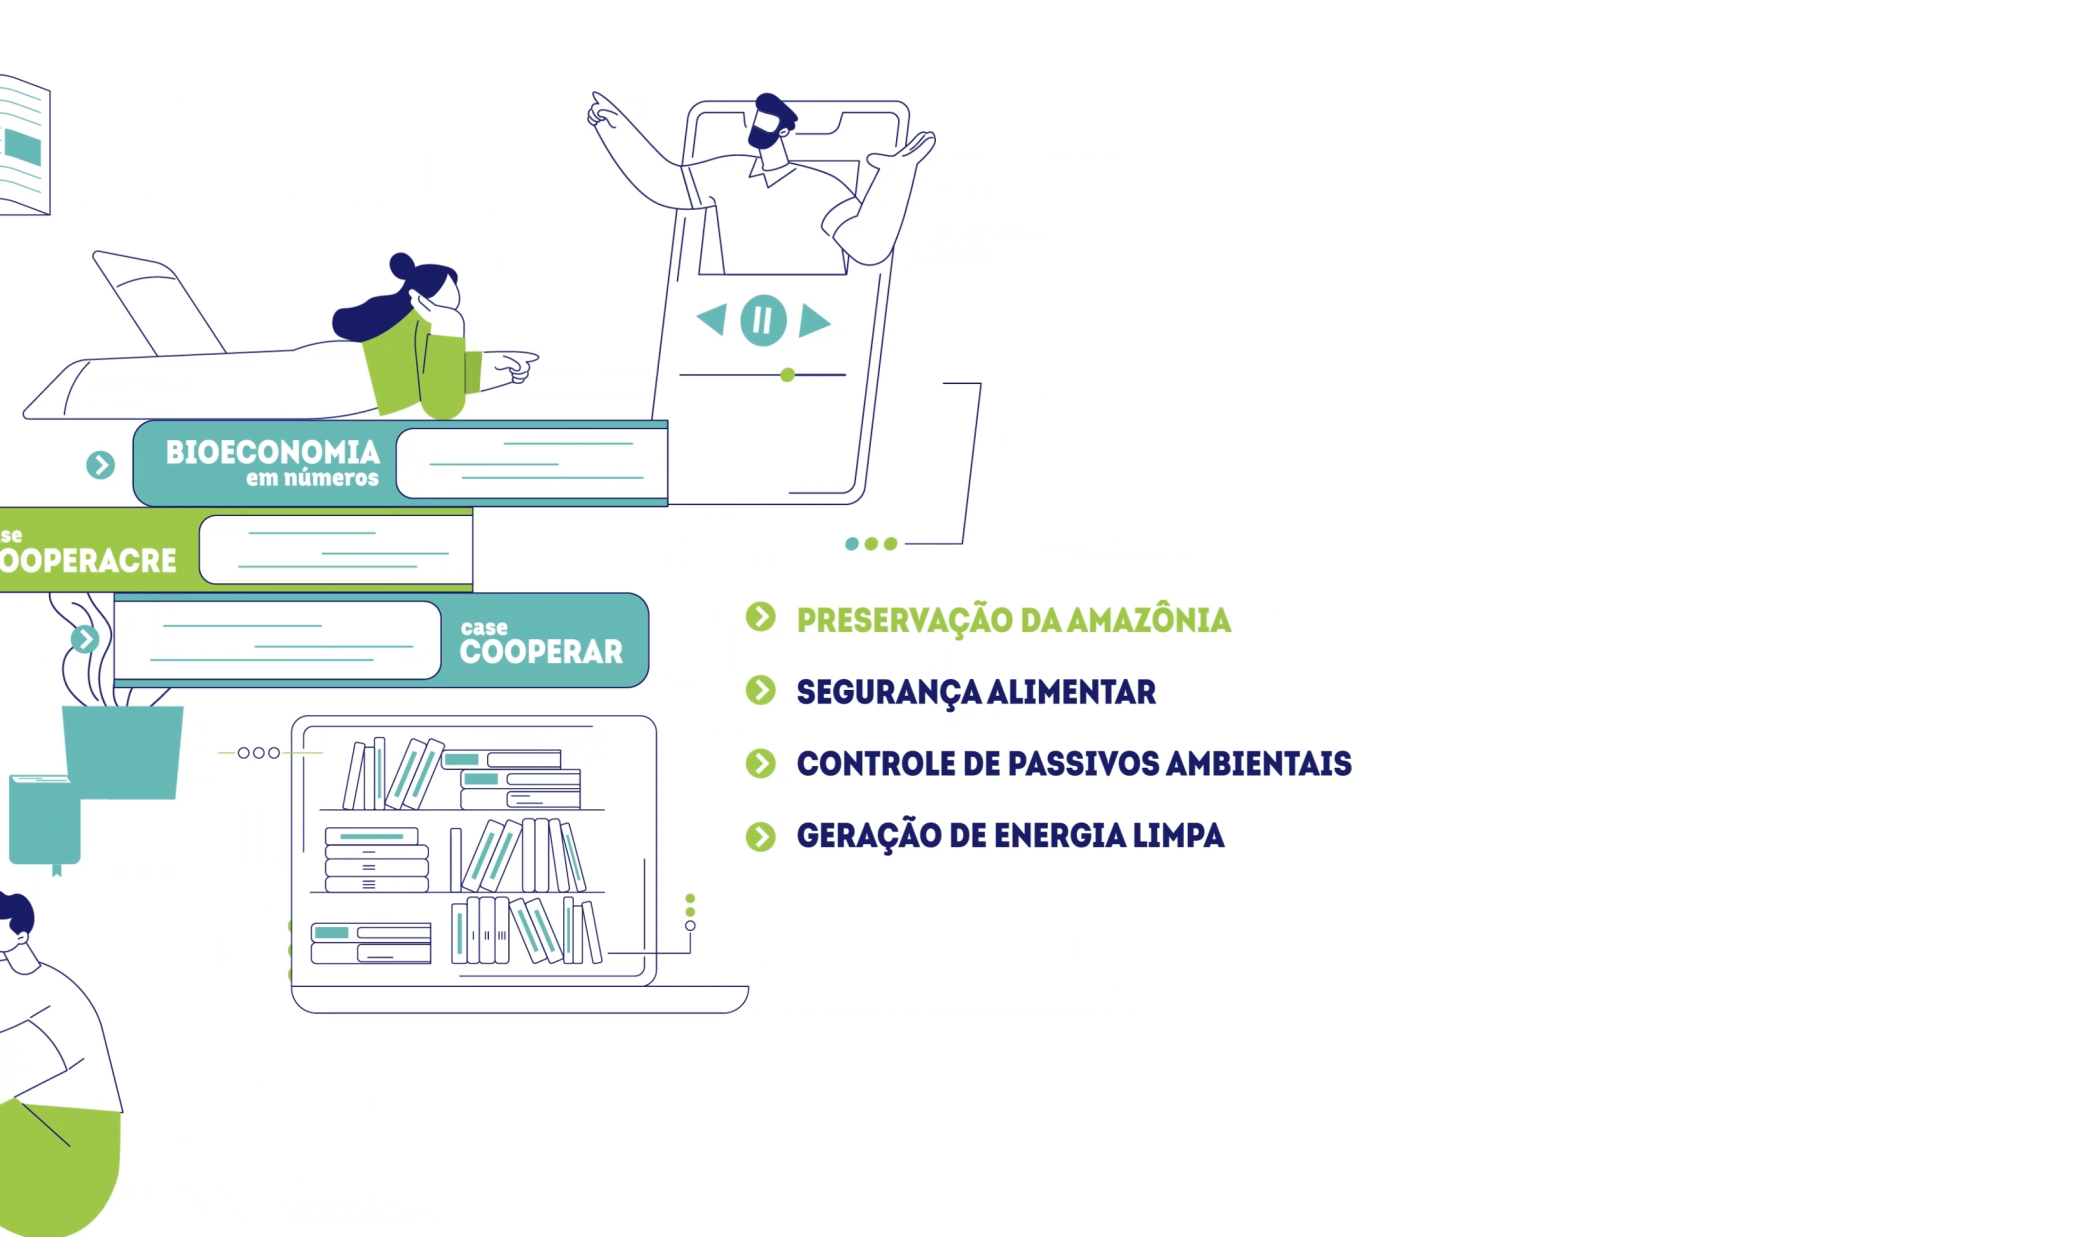 BIOECONOMIA
em números
se
OOPERACRE
case
COOPERAR
PRESERVAÇÃO DA AMAZÔNIA
SEGURANÇA ALIMENTAR
CONTROLE DE PASSIVOS AMBIENTAIS
GERAÇÃO DE ENERGIA LIMPA